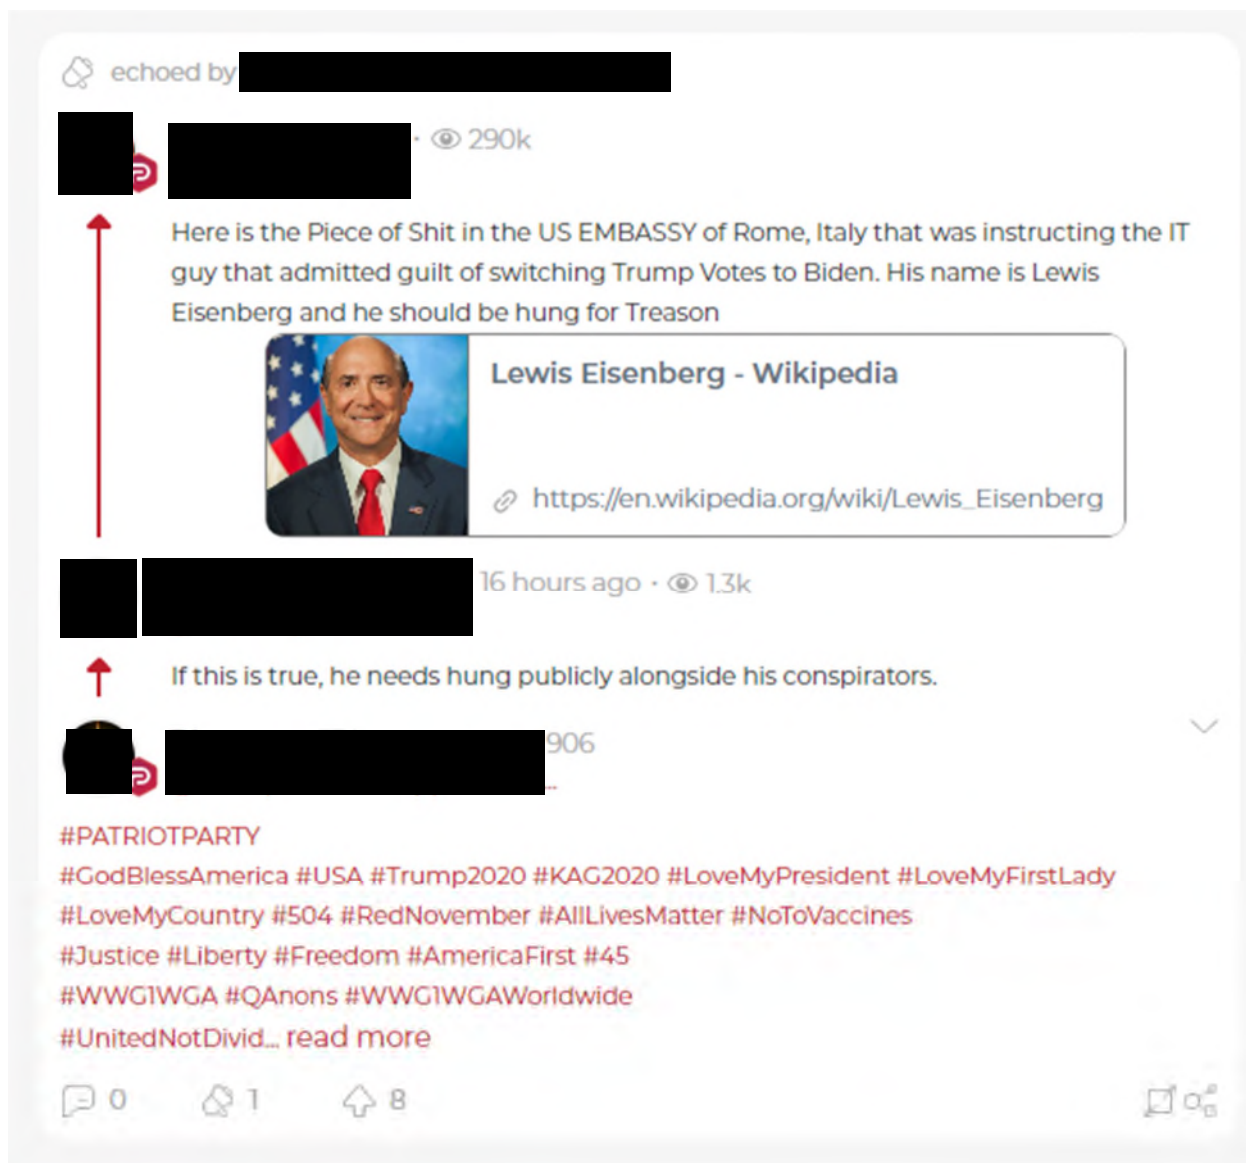 echoed by
290k
Here is the Piece of Shit in the US EMBASSY of Rome, Italy that was instructing the IT
guy that admitted guilt of switching Trump Votes to Biden. His name is Lewis
Eisenberg and he should be hung for Treason
Lewis Eisenberg - Wikipedia
https://en.wikipedia.org/wiki/Lewis_Eisenberg
16 hours ago · 1.3k
If this is true, he needs hung publicly alongside his conspirators.
906
...
#PATRIOTPARTY
#GodBlessAmerica #USA #Trump2020 #KAG2020 #LoveMyPresident #LoveMyFirstLady
#LoveMyCountry #504 #RedNovember #AllLivesMatter #NoToVaccines
#Justice #Liberty #Freedom #AmericaFirst #45
#WWG1WGA #QAnons #WWG1WGAWorldwide
#UnitedNotDivid... read more
0 1 8